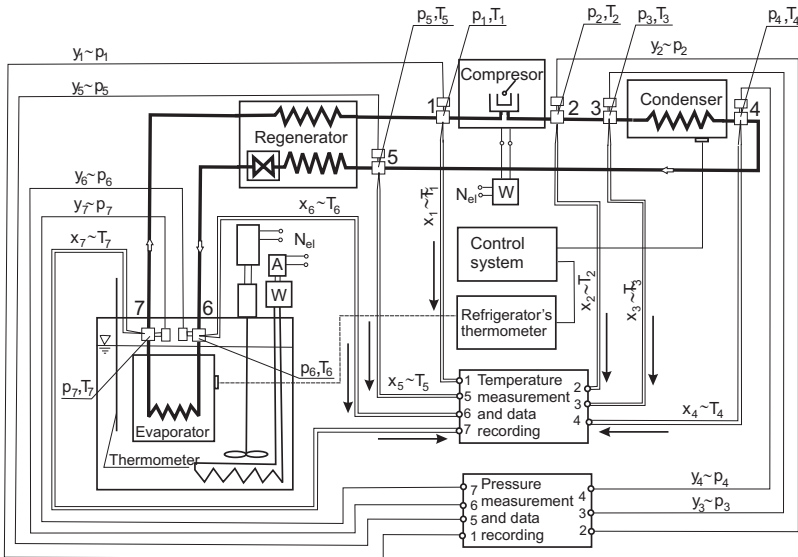 p5,T5
p1,T1
p2,T2
p3,T3
p4,T4
y1~p1
y2~p2
y5~p5
Compresor
Condenser
1
2
3
4
Regenerator
5
y6~p6
x6~T6
Nel
W
x1~T1
y7~p7
x7~T7
Nel
A
W
Control
system
x2~T2
x3~T3
7
6
Refrigerator's
thermometer
p7,T7
p6,T6
x5~T5
Evaporator
Thermometer
1 Temperature 2
5 measurement 3
6 and data 4
7 recording
x4~T4
7 Pressure 4
6 measurement 3
5 and data 2
1 recording
y4~p4
y3~p3